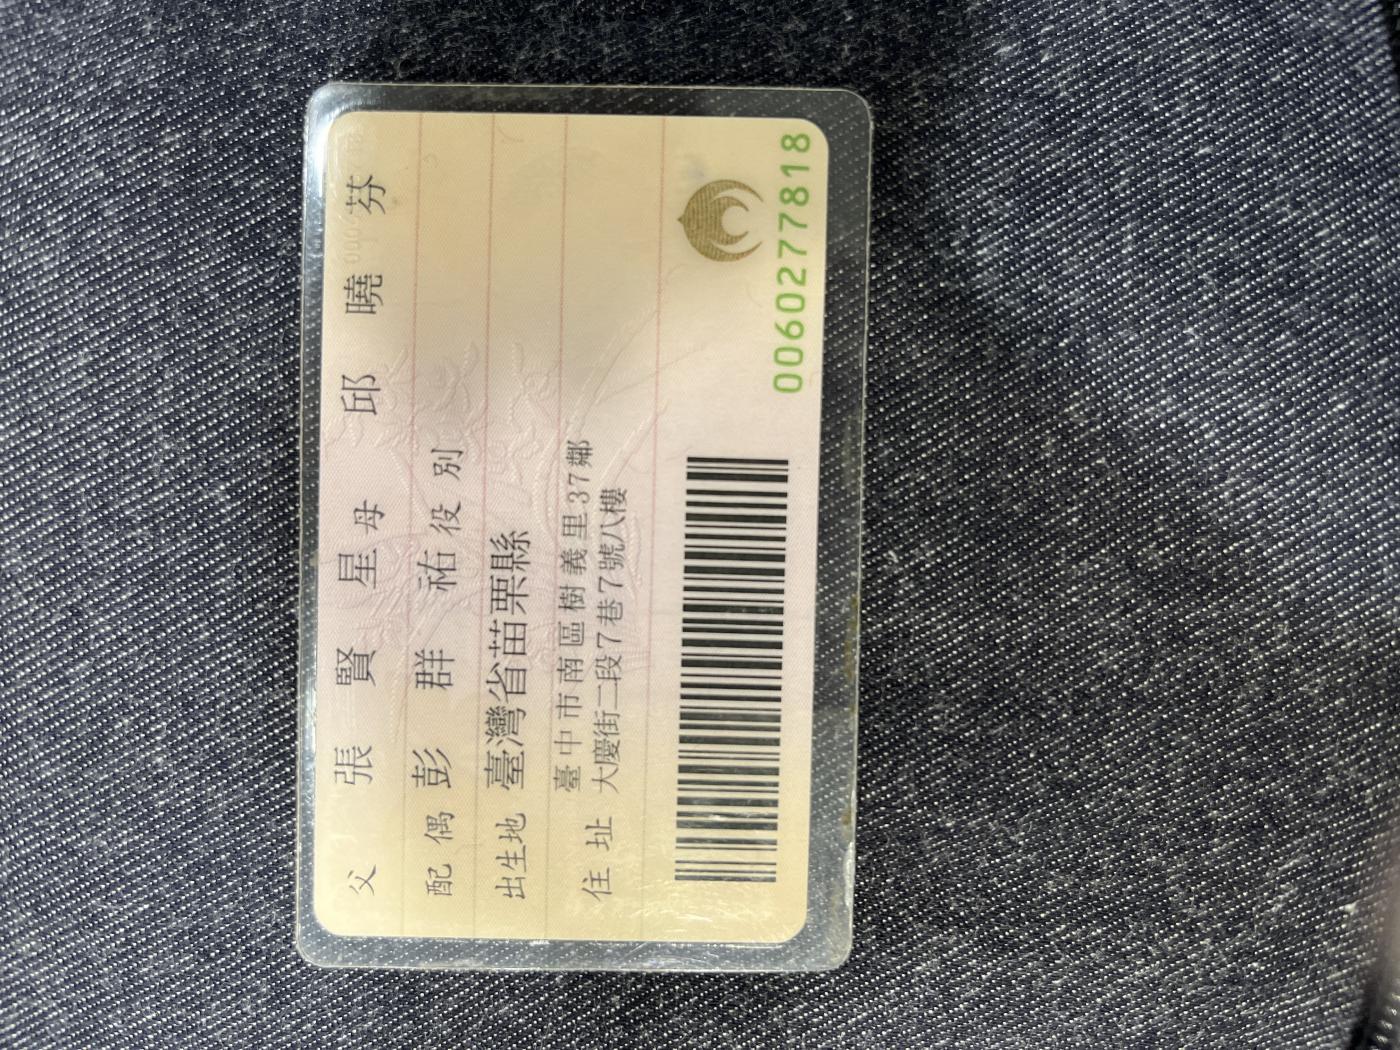 父 張賢星 母 邱曉芬
配偶 彭群祐 役別
出生地 臺灣省苗栗縣
住址 臺中市南區樹義里37鄰
大慶街二段7巷7號八樓
0060277818